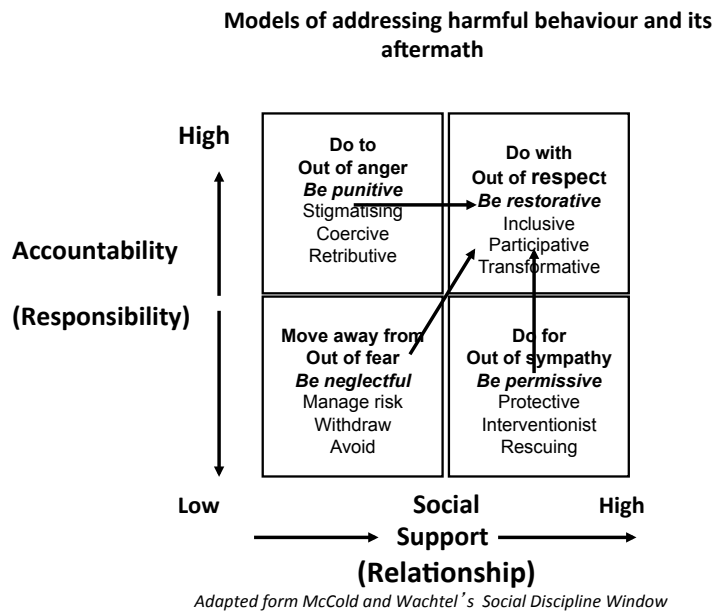 Models of addressing harmful behaviour and its
aftermath
High
Do to
Out of anger
Be punitive
Stigmatising
Coercive
Retributive
Do with
Out of respect
Be restorative
Inclusive
Participative
Transformative
Accountability
(Responsibility)
Move away from
Out of fear
Be neglectful
Manage risk
Withdraw
Avoid
Do for
Out of sympathy
Be permissive
Protective
Interventionist
Rescuing
Low
Social
High
Support
(Relationship)
Adapted form McCold and Wachtel´s Social Discipline Window